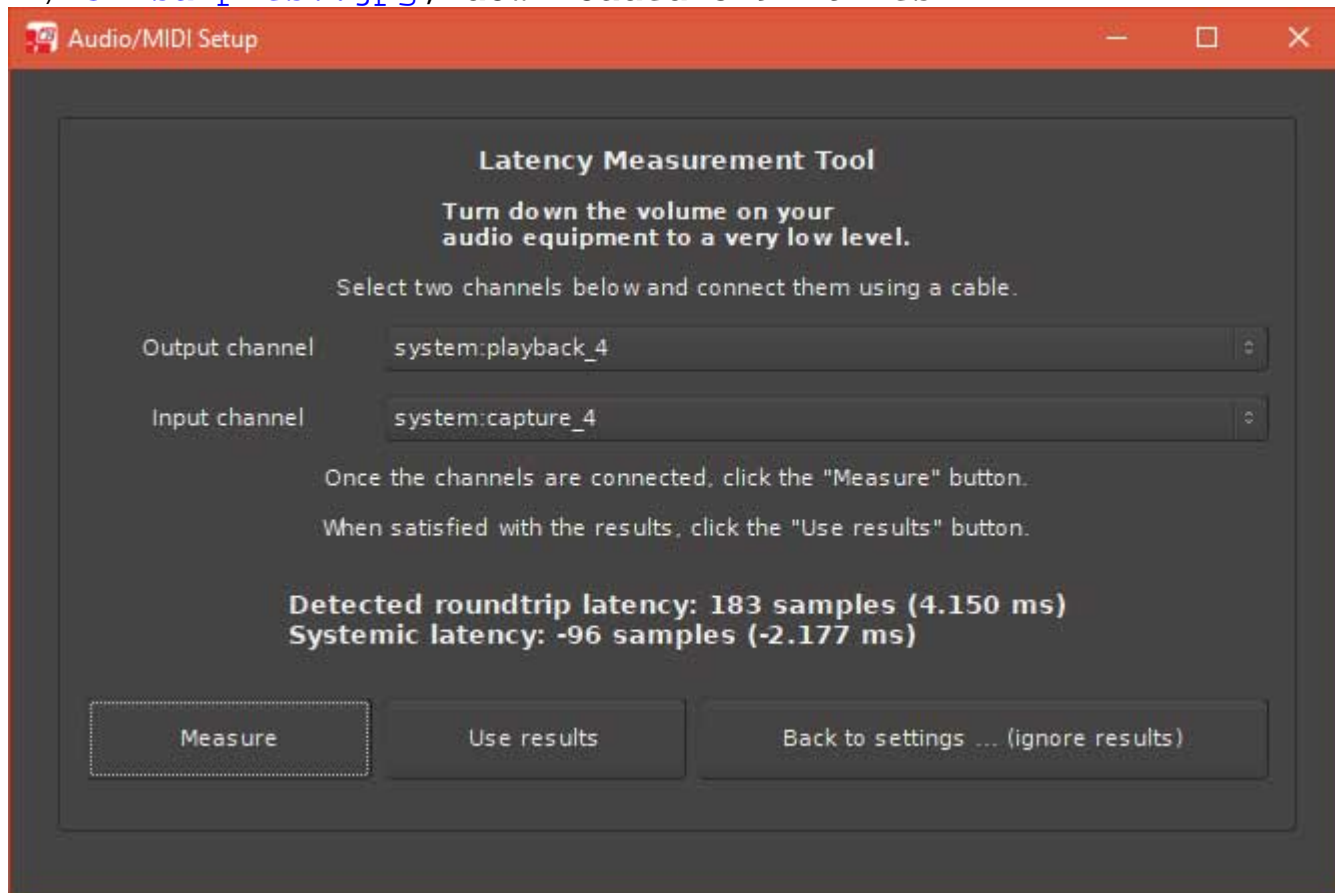 Audio/MIDI Setup
Latency Measurement Tool
Turn down the volume on your
audio equipment to a very low level.
Select two channels below and connect them using a cable.
Output channel system:playback_4
Input channel system:capture_4
Once the channels are connected, click the "Measure" button.
When satisfied with the results, click the "Use results" button.
Detected roundtrip latency: 183 samples (4.150 ms)
Systemic latency: -96 samples (-2.177 ms)
Measure Use results Back to settings ... (ignore results)